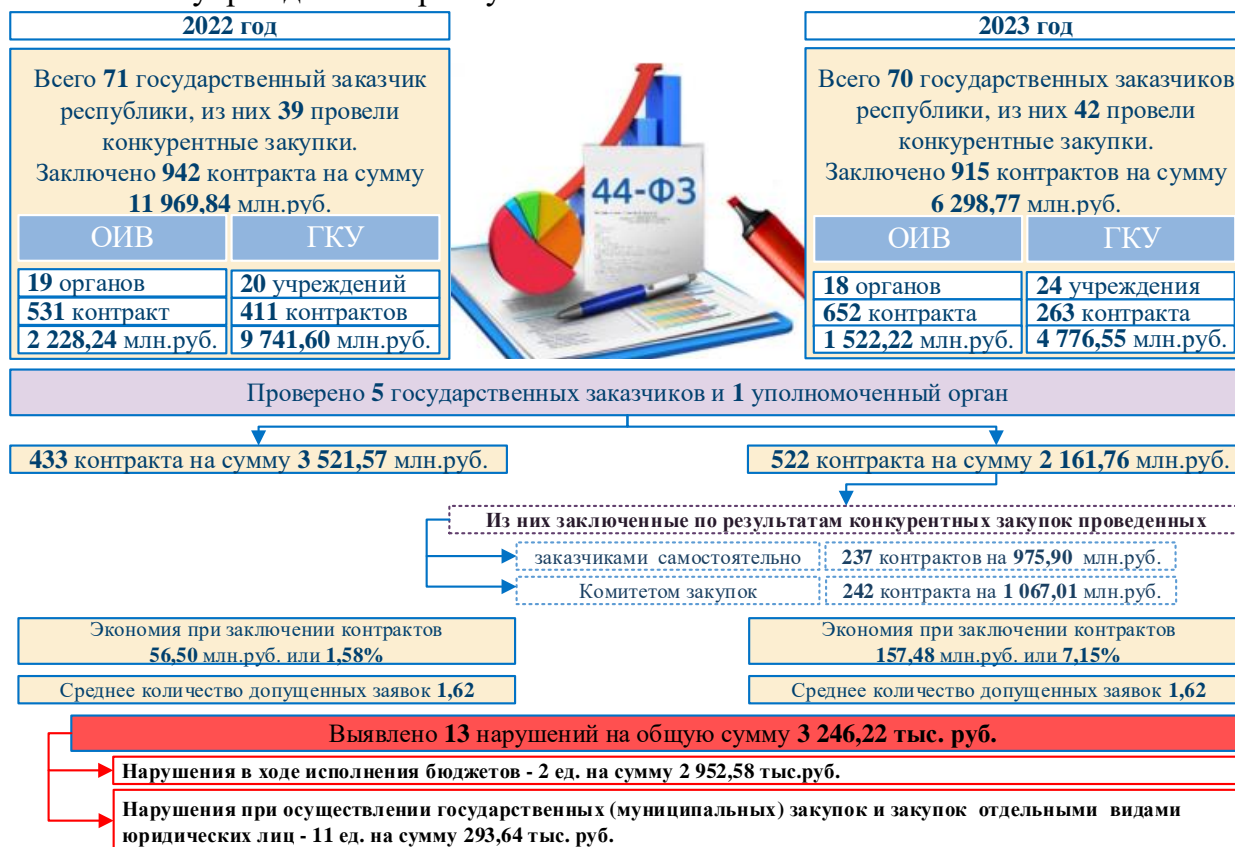 2022 год
Всего 71 государственный заказчик
республики, из них 39 провели
конкурентные закупки.
Заключено 942 контракта на сумму
11 969,84 млн.руб.
ОИВ
ГКУ
19 органов
20 учреждений
531 контракт
411 контрактов
2 228,24 млн.руб.
9 741,60 млн.руб.
44-ФЗ
2023 год
Всего 70 государственных заказчиков
республики, из них 42 провели
конкурентные закупки.
Заключено 915 контрактов на сумму
6 298,77 млн.руб.
ОИВ
ГКУ
18 органов
24 учреждения
652 контракта
263 контракта
1 522,22 млн.руб.
4 776,55 млн.руб.
Проверено 5 государственных заказчиков и 1 уполномоченный орган
433 контракта на сумму 3 521,57 млн.руб.
522 контракта на сумму 2 161,76 млн.руб.
Из них заключенные по результатам конкурентных закупок проведенных
заказчиками самостоятельно
237 контрактов на 975,90 млн.руб.
Комитетом закупок
242 контракта на 1 067,01 млн.руб.
Экономия при заключении контрактов
56,50 млн.руб. или 1,58%
Экономия при заключении контрактов
157,48 млн.руб. или 7,15%
Среднее количество допущенных заявок 1,62
Среднее количество допущенных заявок 1,62
Выявлено 13 нарушений на общую сумму 3 246,22 тыс. руб.
Нарушения в ходе исполнения бюджетов - 2 ед. на сумму 2 952,58 тыс.руб.
Нарушения при осуществлении государственных (муниципальных) закупок и закупок отдельными видами
юридических лиц - 11 ед. на сумму 293,64 тыс. руб.